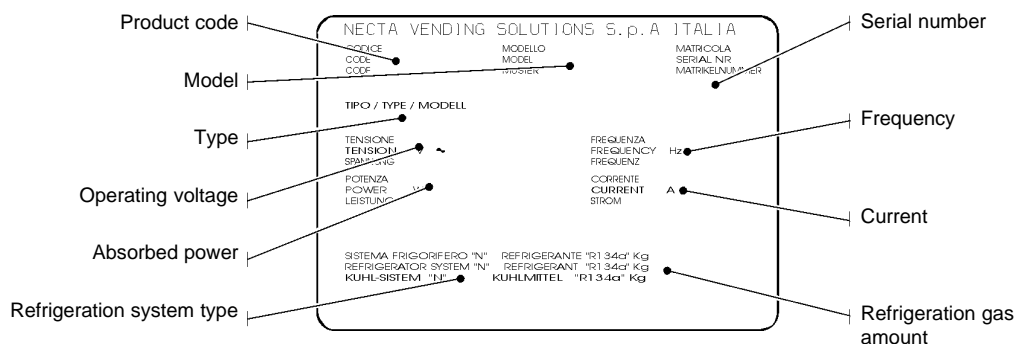 Product code
Model
Type
Operating voltage
Absorbed power
Refrigeration system type
NECTA VENDING SOLUTIONS S.p.A ITALIA
CODICE MODELLO MATRICOLA
CODE MODEL SERIAL NR
CODE MUSTER MATRIKELNUMMER
TIPO / TYPE / MODELL
TENSIONE FREQUENZA
TENSION V ~ FREQUENCY Hz
SPANNUNG FREQUENZ
POTENZA CORRENTE
POWER CURRENT A
LEISTUNG STROM
SISTEMA FRIGORIFERO "N" REFRIGERANTE "R134a" Kg
REFRIGERATOR SYSTEM "N" REFRIGERANT "R134a" Kg
KUHL-SISTEM "N" KUHLMITTEL "R134a" Kg
Serial number
Frequency
Current
Refrigeration gas
amount